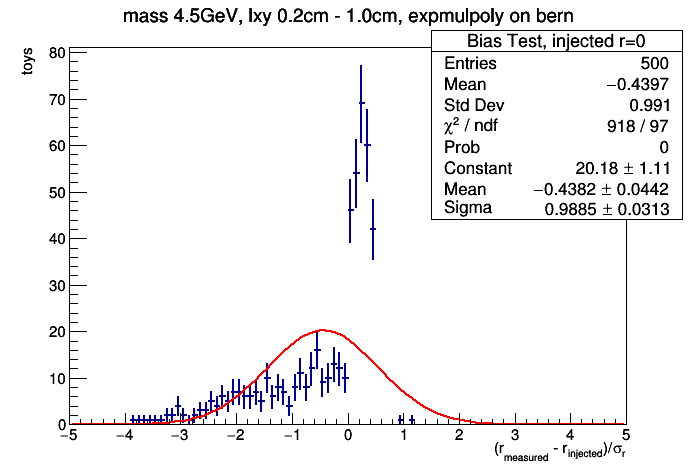 mass 4.5GeV, lxy 0.2cm - 1.0cm, expmulpoly on bern
toys
Bias Test, injected r=0
Entries 500
Mean −0.4397
Std Dev 0.991
χ² / ndf 918 / 97
Prob 0
Constant 20.18 ± 1.11
Mean −0.4382 ± 0.0442
Sigma 0.9885 ± 0.0313
80
70
60
50
40
30
20
10
0
−5 −4 −3 −2 −1 0 1 2 3 4 5
(r_measured - r_injected)/σ_r